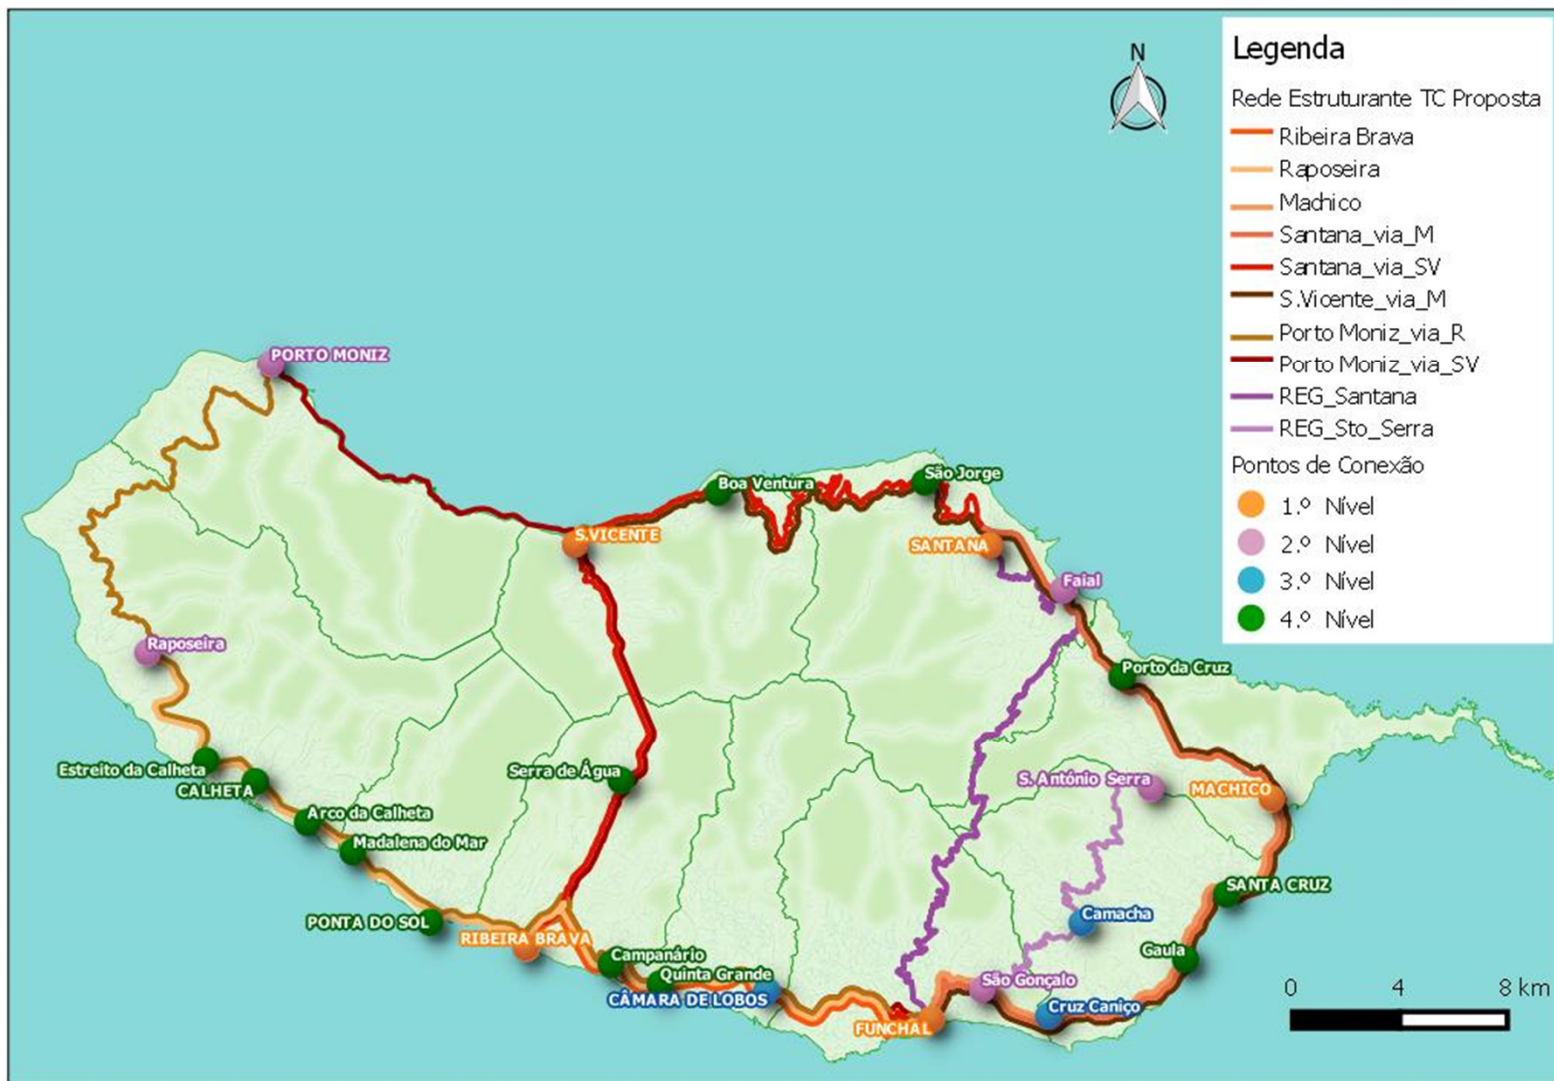 N
Legenda
Rede Estruturante TC Proposta
Ribeira Brava
Raposeira
Machico
Santana_via_M
Santana_via_SV
S.Vicente_via_M
Porto Moniz_via_R
Porto Moniz_via_SV
REG_Santana
REG_Sto_Serra
Pontos de Conexão
1.º Nível
2.º Nível
3.º Nível
4.º Nível
PORTO MONIZ
São Jorge
Boa Ventura
S.VICENTE
SANTANA
Faial
Raposeira
Porto da Cruz
Estreito da Calheta
Serra de Água
S. António Serra
CALHETA
MACHICO
Arco da Calheta
Madalena do Mar
SANTA CRUZ
PONTA DO SOL
Camacha
RIBEIRA BRAVA
Gaula
Campanário
Quinta Grande
São Gonçalo
CÂMARA DE LOBOS
Cruz Caniço
FUNCHAL
0 4 8 km